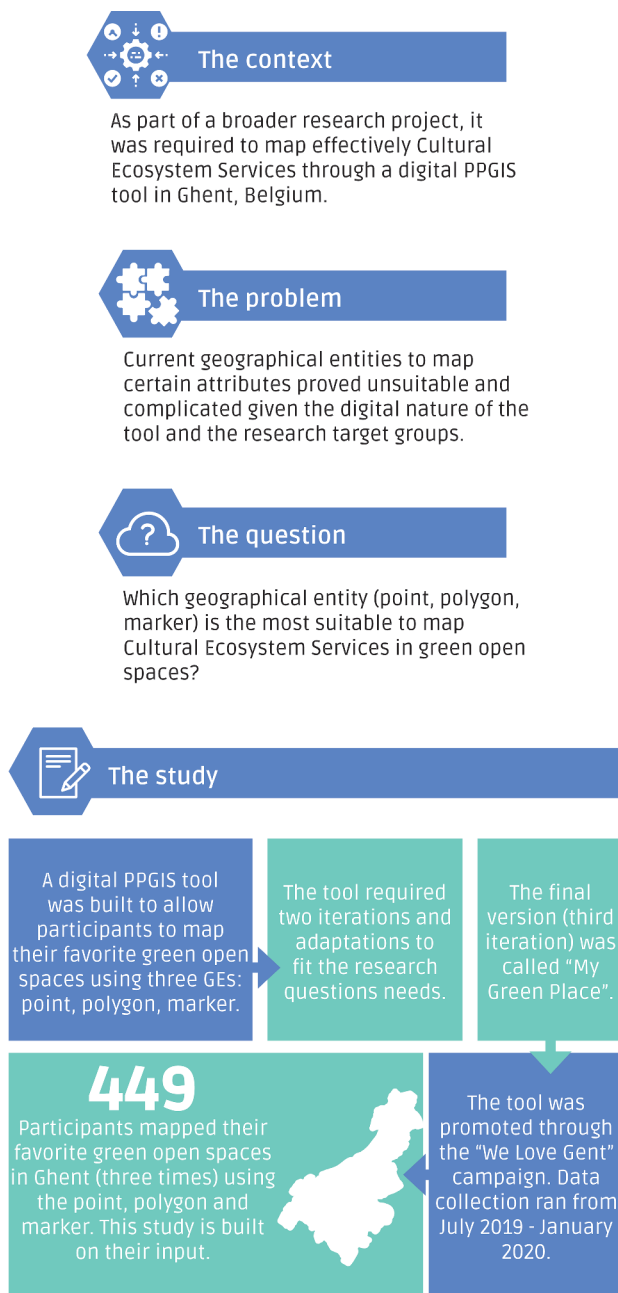 The context
As part of a broader research project, it
was required to map effectively Cultural
Ecosystem Services through a digital PPGIS
tool in Ghent, Belgium.
The problem
Current geographical entities to map
certain attributes proved unsuitable and
complicated given the digital nature of the
tool and the research target groups.
The question
Which geographical entity (point, polygon,
marker) is the most suitable to map
Cultural Ecosystem Services in green open
spaces?
The study
A digital PPGIS tool
was built to allow
participants to map
their favorite green open
spaces using three GEs:
point, polygon, marker.
The tool required
two iterations and
adaptations to
fit the research
questions needs.
The final
version (third
iteration) was
called “My
Green Place”.
The tool was
promoted through
the “We Love Gent”
campaign. Data
collection ran from
July 2019 - January
2020.
449
Participants mapped their
favorite green open spaces
in Ghent (three times) using
the point, polygon and
marker. This study is built
on their input.